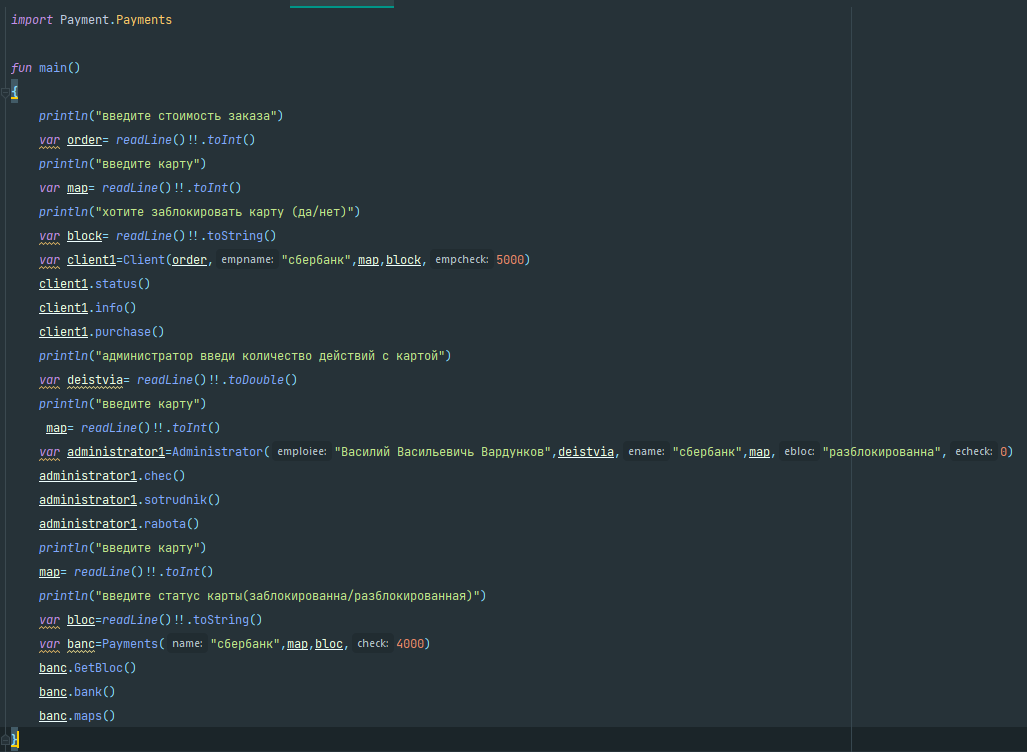 import Payment.Payments
fun main()
{
println("введите стоимость заказа")
var order= readLine()!!.toInt()
println("введите карту")
var map= readLine()!!.toInt()
println("хотите заблокировать карту (да/нет)")
var block= readLine()!!.toString()
var client1=Client(order, empname: "сбербанк",map,block, empcheck: 5000)
client1.status()
client1.info()
client1.purchase()
println("администратор введи количество действий с картой")
var deistvia= readLine()!!.toDouble()
println("введите карту")
map= readLine()!!.toInt()
var administrator1=Administrator( emploiee: "Василий Васильевичь Вардунков",deistvia, ename: "сбербанк",map, ebloc: "разблокированна", echeck: 0)
administrator1.chec()
administrator1.sotrudnik()
administrator1.rabota()
println("введите карту")
map= readLine()!!.toInt()
println("введите статус карты(заблокированна/разблокированная)")
var bloc=readLine()!!.toString()
var banc=Payments( name: "сбербанк",map,bloc, check: 4000)
banc.GetBloc()
banc.bank()
banc.maps()
}